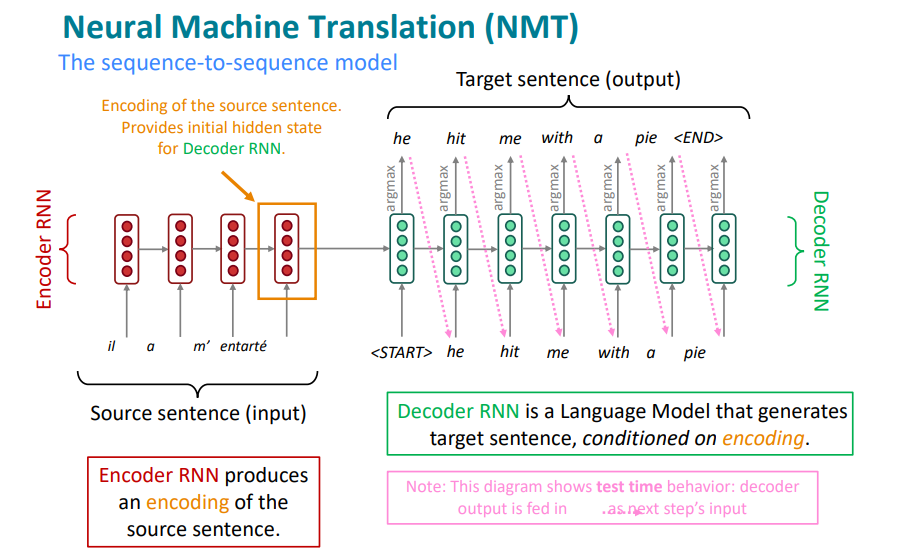 Neural Machine Translation (NMT)
The sequence-to-sequence model
Target sentence (output)
Encoding of the source sentence.
Provides initial hidden state
for Decoder RNN.
he hit me with a pie <END>
argmax argmax argmax argmax argmax argmax argmax
Encoder RNN
Decoder RNN
il a m’ entarté
<START> he hit me with a pie
Source sentence (input)
Decoder RNN is a Language Model that generates
target sentence, conditioned on encoding.
Encoder RNN produces
an encoding of the
source sentence.
Note: This diagram shows test time behavior: decoder
output is fed in as next step’s input